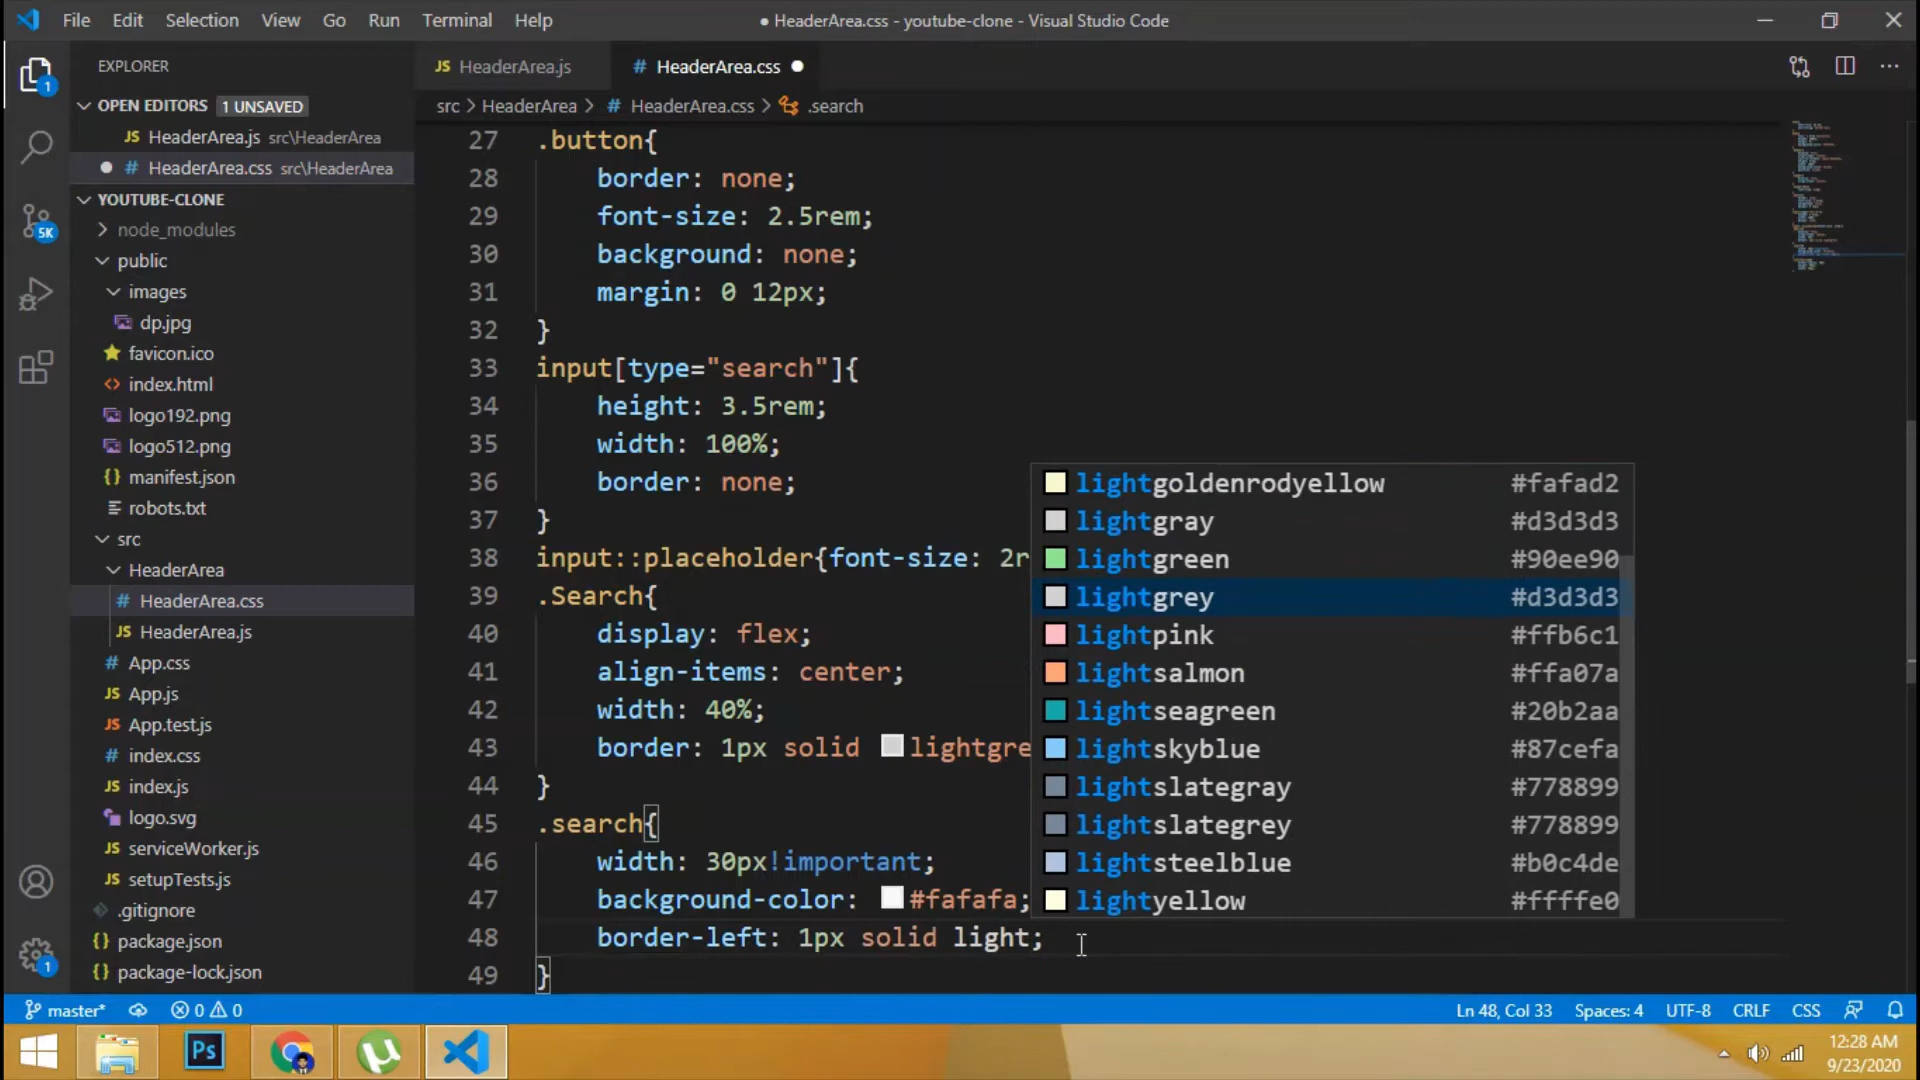 File Edit Selection View Go Run Terminal Help
● HeaderArea.css - youtube-clone - Visual Studio Code
EXPLORER
OPEN EDITORS 1 UNSAVED
JS HeaderArea.js src\HeaderArea
# HeaderArea.css src\HeaderArea
YOUTUBE-CLONE
node_modules
public
images
dp.jpg
favicon.ico
index.html
logo192.png
logo512.png
{} manifest.json
robots.txt
src
HeaderArea
# HeaderArea.css
JS HeaderArea.js
# App.css
JS App.js
JS App.test.js
# index.css
JS index.js
logo.svg
JS serviceWorker.js
JS setupTests.js
.gitignore
{} package.json
{} package-lock.json
1
5K
1
JS HeaderArea.js
# HeaderArea.css ●
src > HeaderArea > # HeaderArea.css > .search
27 .button{
28 border: none;
29 font-size: 2.5rem;
30 background: none;
31 margin: 0 12px;
32 }
33 input[type="search"]{
34 height: 3.5rem;
35 width: 100%;
36 border: none;
37 }
38 input::placeholder{font-size: 2r
39 .Search{
40 display: flex;
41 align-items: center;
42 width: 40%;
43 border: 1px solid lightgre
44 }
45 .search{
46 width: 30px!important;
47 background-color: #fafafa;
48 border-left: 1px solid light;
49 }
lightgoldenrodyellow #fafad2
lightgray #d3d3d3
lightgreen #90ee90
lightgrey #d3d3d3
lightpink #ffb6c1
lightsalmon #ffa07a
lightseagreen #20b2aa
lightskyblue #87cefa
lightslategray #778899
lightslategrey #778899
lightsteelblue #b0c4de
lightyellow #ffffe0
master* 0 0
Ln 48, Col 33 Spaces: 4 UTF-8 CRLF CSS
Ps
12:28 AM
9/23/2020